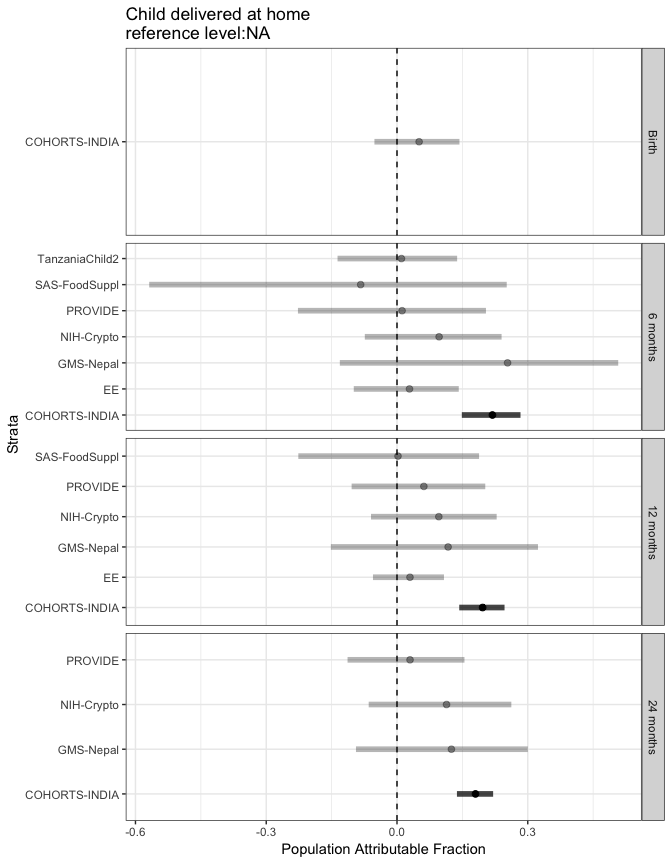 Child delivered at home
reference level:NA
COHORTS-INDIA
Birth
TanzaniaChild2
SAS-FoodSuppl
PROVIDE
NIH-Crypto
GMS-Nepal
EE
COHORTS-INDIA
6 months
SAS-FoodSuppl
PROVIDE
NIH-Crypto
GMS-Nepal
EE
COHORTS-INDIA
12 months
PROVIDE
NIH-Crypto
GMS-Nepal
COHORTS-INDIA
24 months
Strata
-0.6 -0.3 0.0 0.3
Population Attributable Fraction